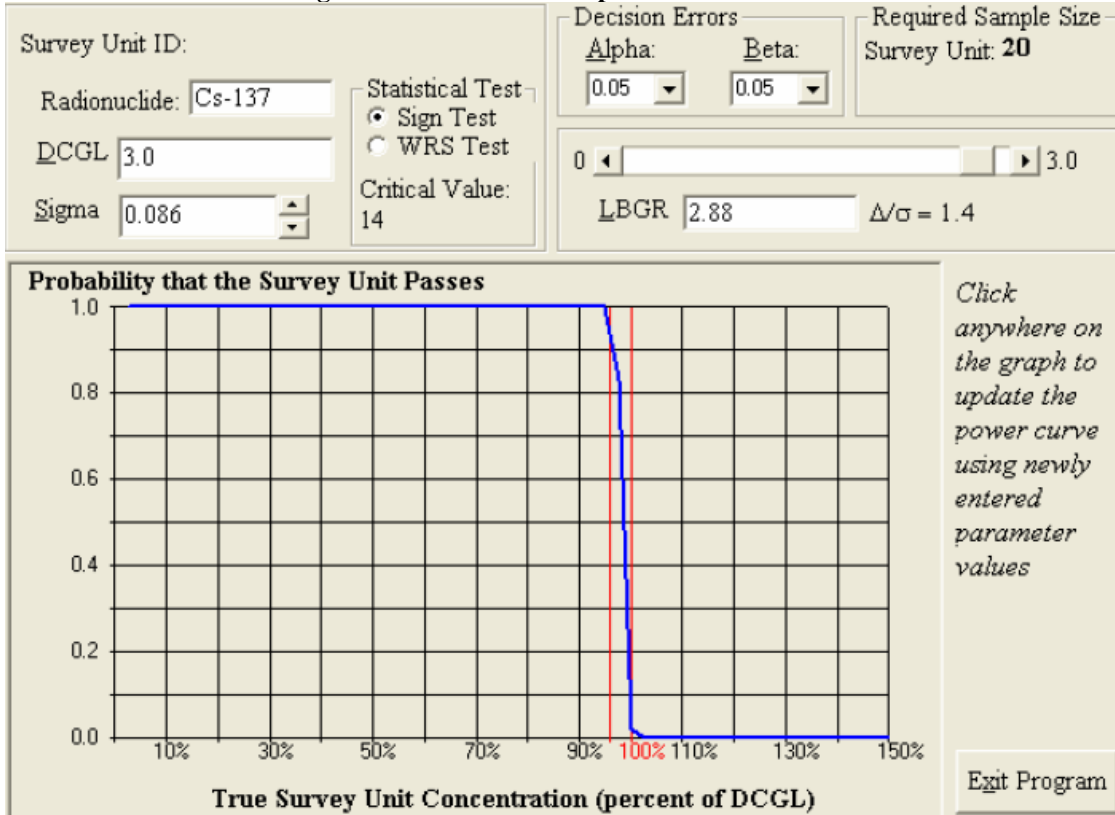 Survey Unit ID:
Radionuclide: Cs-137
DCGL 3.0
Sigma 0.086
Statistical Test
Sign Test
WRS Test
Critical Value:
14
Decision Errors
Alpha: Beta:
0.05 0.05
Required Sample Size
Survey Unit: 20
0 3.0
LBGR 2.88 Δ/σ = 1.4
Probability that the Survey Unit Passes
1.0
0.8
0.6
0.4
0.2
0.0
10% 30% 50% 70% 90% 100% 110% 130% 150%
True Survey Unit Concentration (percent of DCGL)
Click
anywhere on
the graph to
update the
power curve
using newly
entered
parameter
values
Exit Program